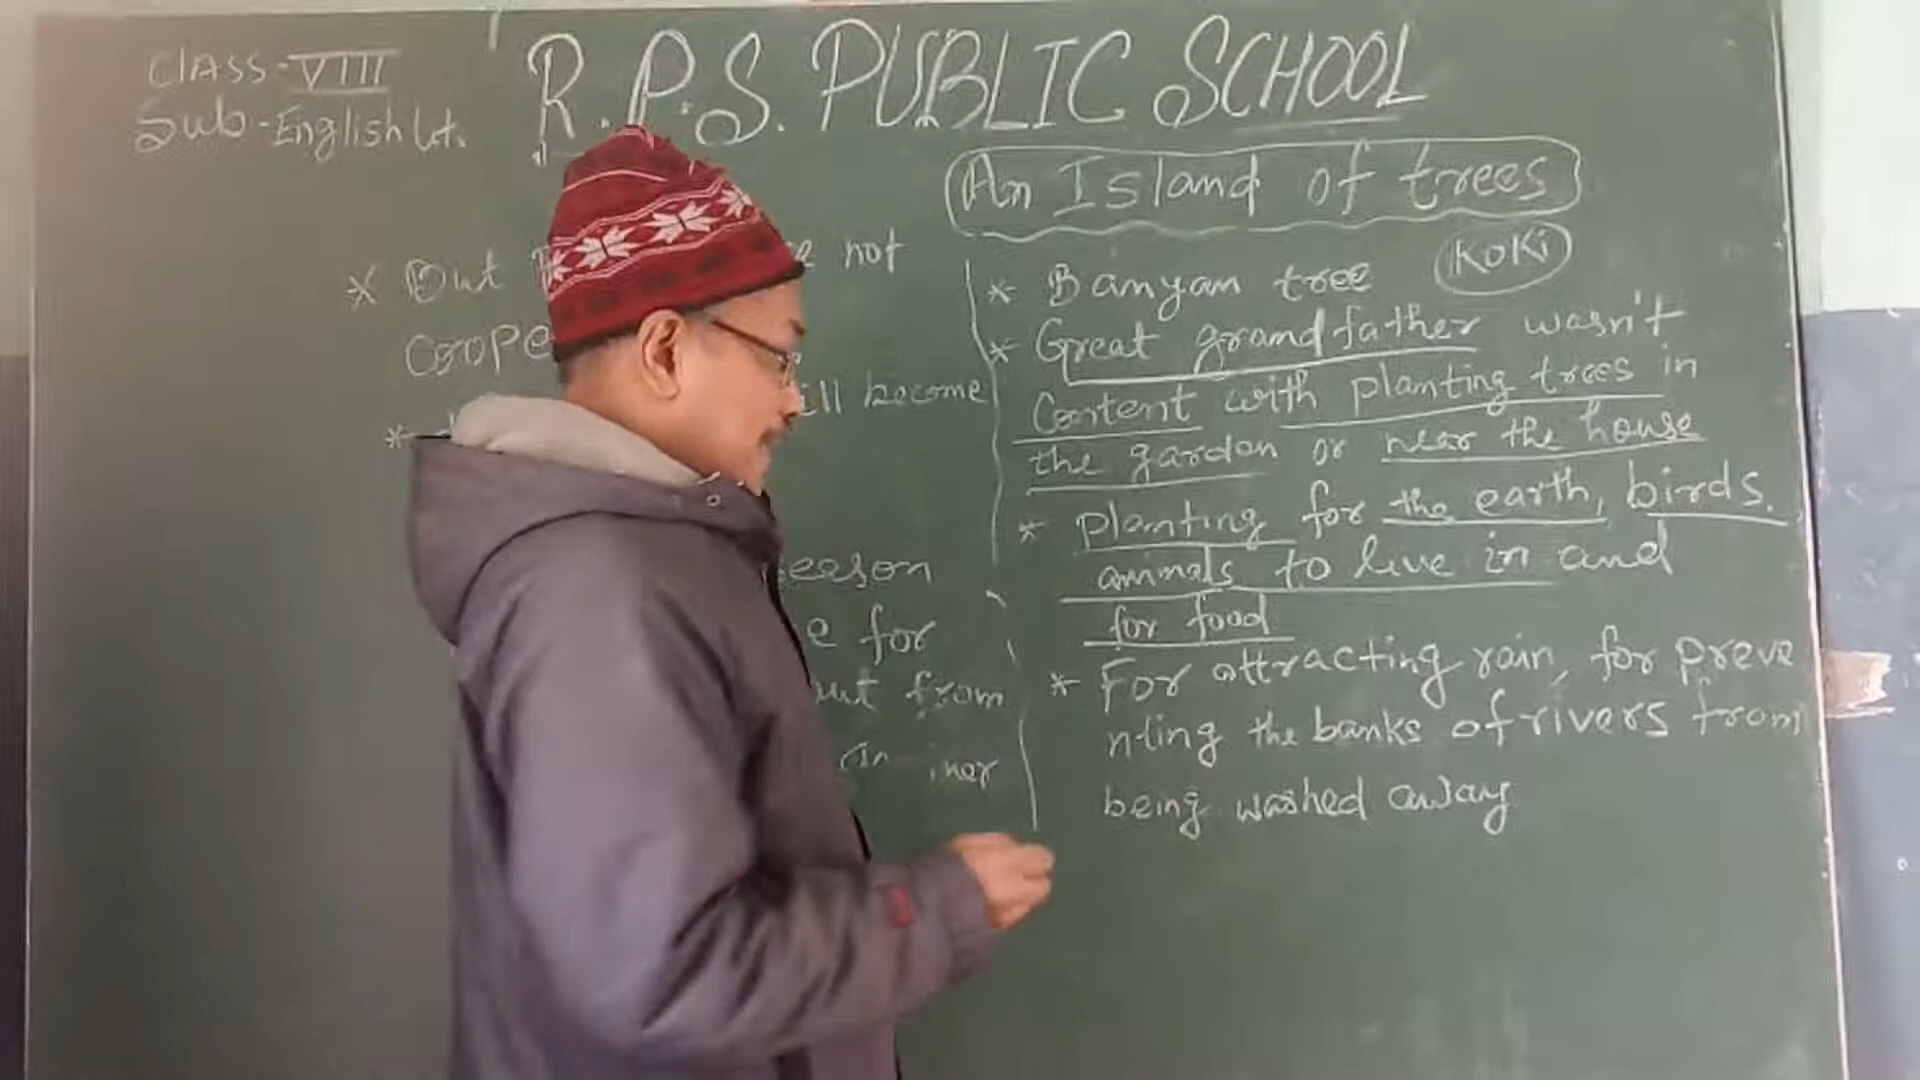 CLASS-VIII
Sub-English Lit.
R.P.S. PUBLIC SCHOOL
An Island of trees
* But not
coope
* ill become
reason
e for
ut from
* Banyan tree KOKI
* Great grandfather wasn't
Content with planting trees in
the garden or near the house
* planting for the earth, birds.
animals to live in and
for food
* For attracting rain, for preve
nting the banks of rivers from
being washed away